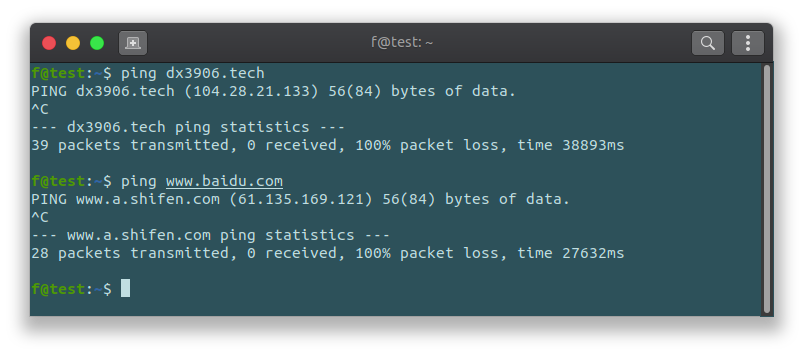 f@test: ~
f@test:~$ ping dx3906.tech
PING dx3906.tech (104.28.21.133) 56(84) bytes of data.
^C
--- dx3906.tech ping statistics ---
39 packets transmitted, 0 received, 100% packet loss, time 38893ms
f@test:~$ ping www.baidu.com
PING www.a.shifen.com (61.135.169.121) 56(84) bytes of data.
^C
--- www.a.shifen.com ping statistics ---
28 packets transmitted, 0 received, 100% packet loss, time 27632ms
f@test:~$